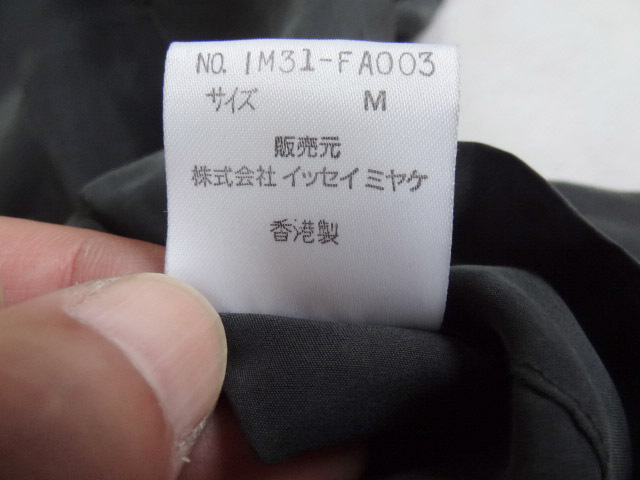 NO. IM31-FA003
サイズ M
販売元
株式会社 イッセイ ミヤケ
香港製